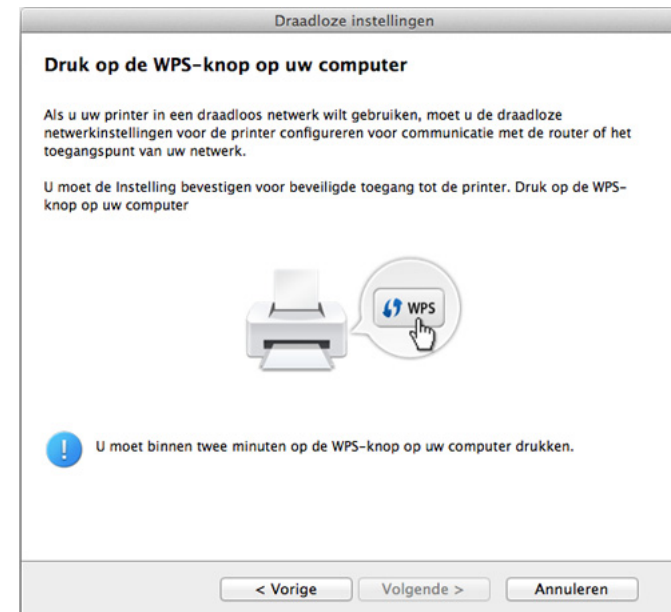 Draadloze instellingen
Druk op de WPS-knop op uw computer
Als u uw printer in een draadloos netwerk wilt gebruiken, moet u de draadloze
netwerkinstellingen voor de printer configureren voor communicatie met de router of het
toegangspunt van uw netwerk.
U moet de Instelling bevestigen voor beveiligde toegang tot de printer. Druk op de WPS-
knop op uw computer
WPS
U moet binnen twee minuten op de WPS-knop op uw computer drukken.
< Vorige
Volgende >
Annuleren